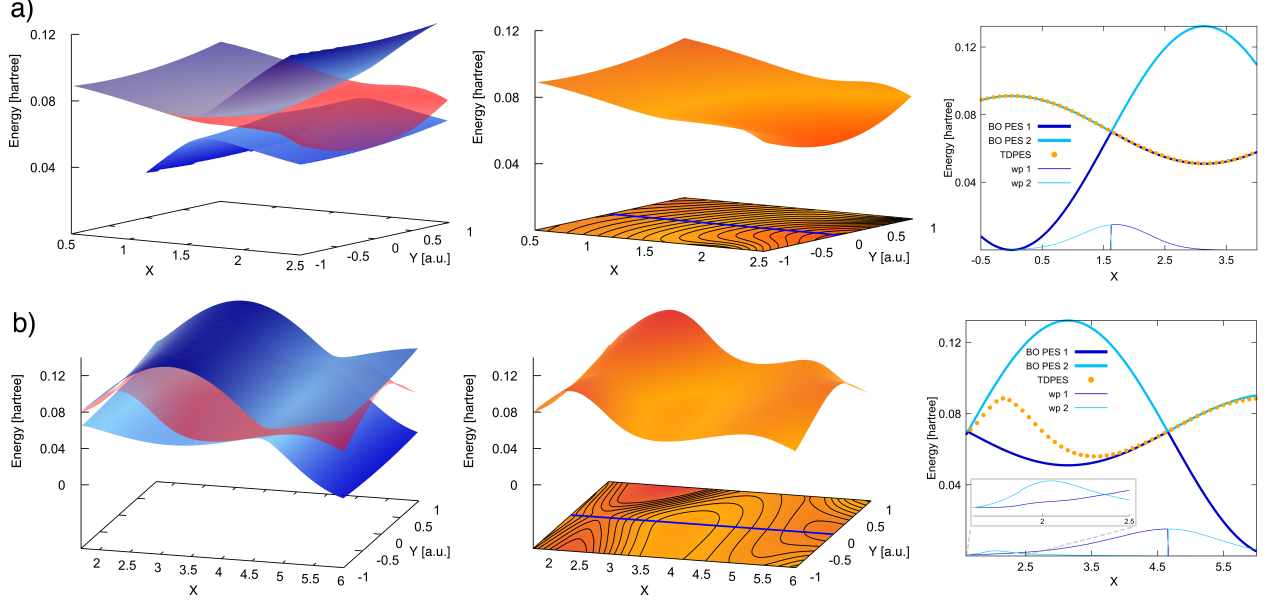 a)
0.12
0.08
0.04
Energy [hartree]
0.5
1
1.5
2
2.5
X
-1
-0.5
0
0.5
1
Y [a.u.]
0.12
0.08
0.04
Energy [hartree]
0.5
1
1.5
2
2.5
X
-1
-0.5
0
0.5
1
Y [a.u.]
0.12
0.08
0.04
Energy [hartree]
BO PES 1
BO PES 2
TDPES
wp 1
wp 2
-0.5
0.5
1.5
2.5
3.5
X
b)
0.12
0.08
0.04
0
Energy [hartree]
2
2.5
3
3.5
4
4.5
5
5.5
6
X
-1
-0.5
0
0.5
1
Y [a.u.]
0.12
0.08
0.04
0
Energy [hartree]
2
2.5
3
3.5
4
4.5
5
5.5
6
X
-1
-0.5
0
0.5
1
Y [a.u.]
0.12
0.08
0.04
Energy [hartree]
BO PES 1
BO PES 2
TDPES
wp 1
wp 2
2
2.5
2.5
3.5
4.5
5.5
X